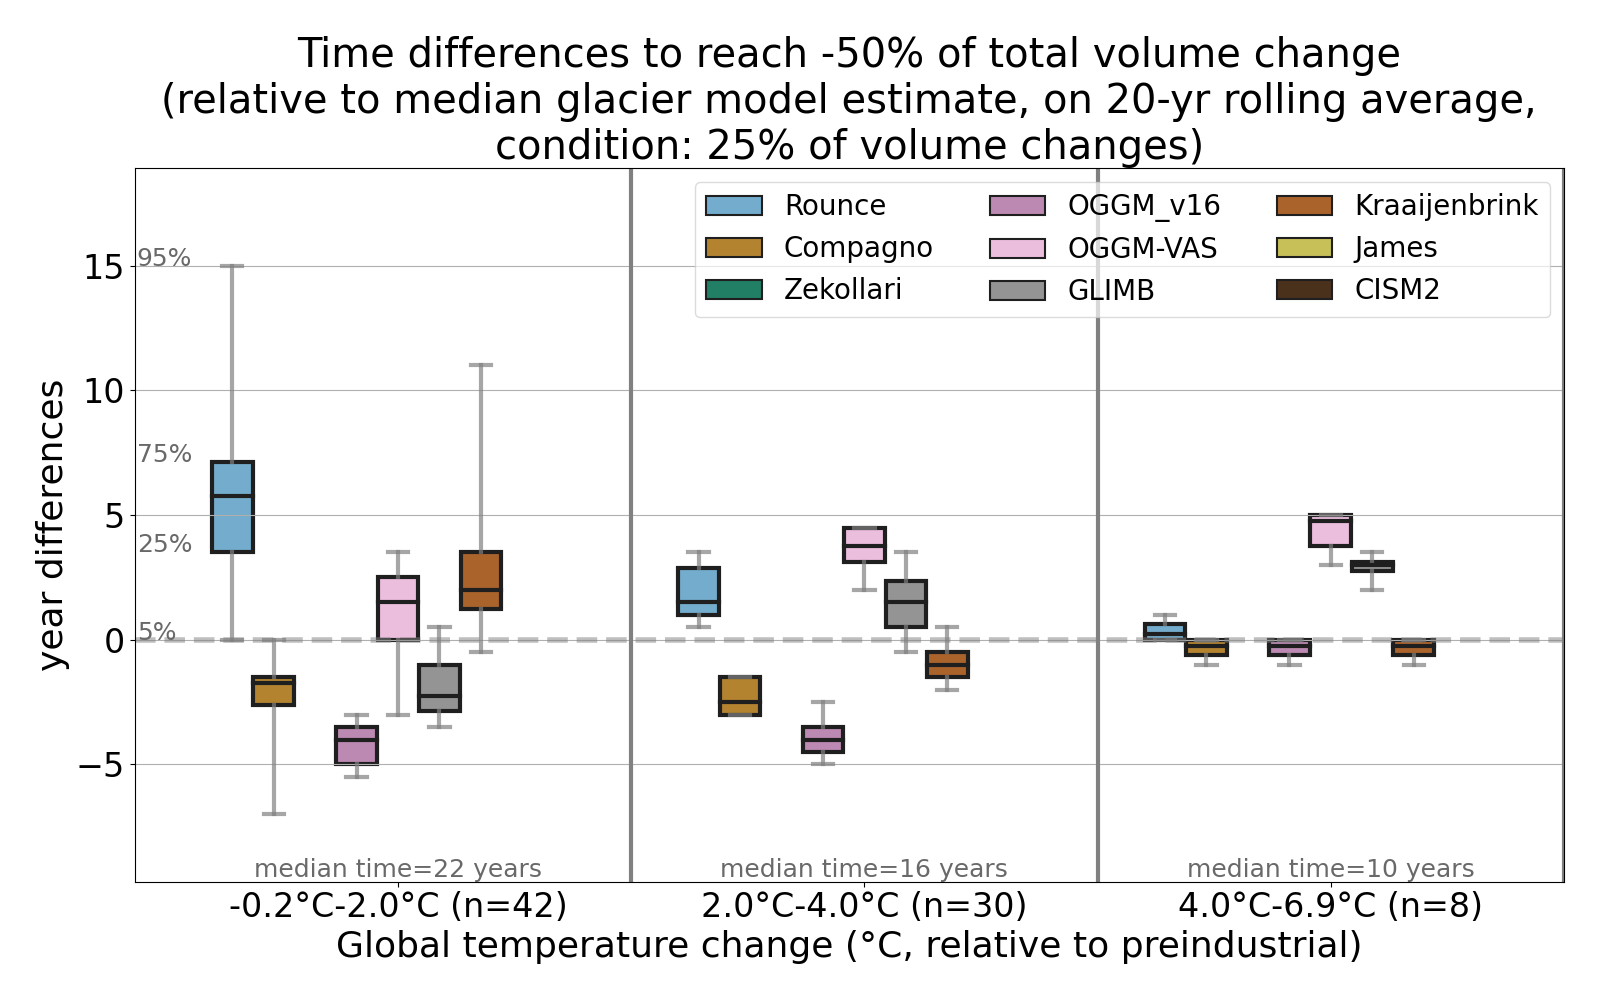 Time differences to reach -50% of total volume change
(relative to median glacier model estimate, on 20-yr rolling average,
condition: 25% of volume changes)
Rounce
Compagno
Zekollari
OGGM_v16
OGGM-VAS
GLIMB
Kraaijenbrink
James
CISM2
year differences
15
10
5
0
−5
95%
75%
25%
5%
median time=22 years
median time=16 years
median time=10 years
-0.2°C-2.0°C (n=42)
2.0°C-4.0°C (n=30)
4.0°C-6.9°C (n=8)
Global temperature change (°C, relative to preindustrial)